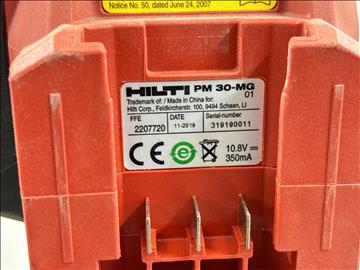 Notice No. 50, dated June 24, 2007
HILTI PM 30-MG
01
Trademark of: / Made in China for:
Hilti Corp., Feldkircherstr. 100, 9494 Schaan, LI
FFE DATE Serial-number
2207720 11-2019 319190011
CE e 10.8V
350mA